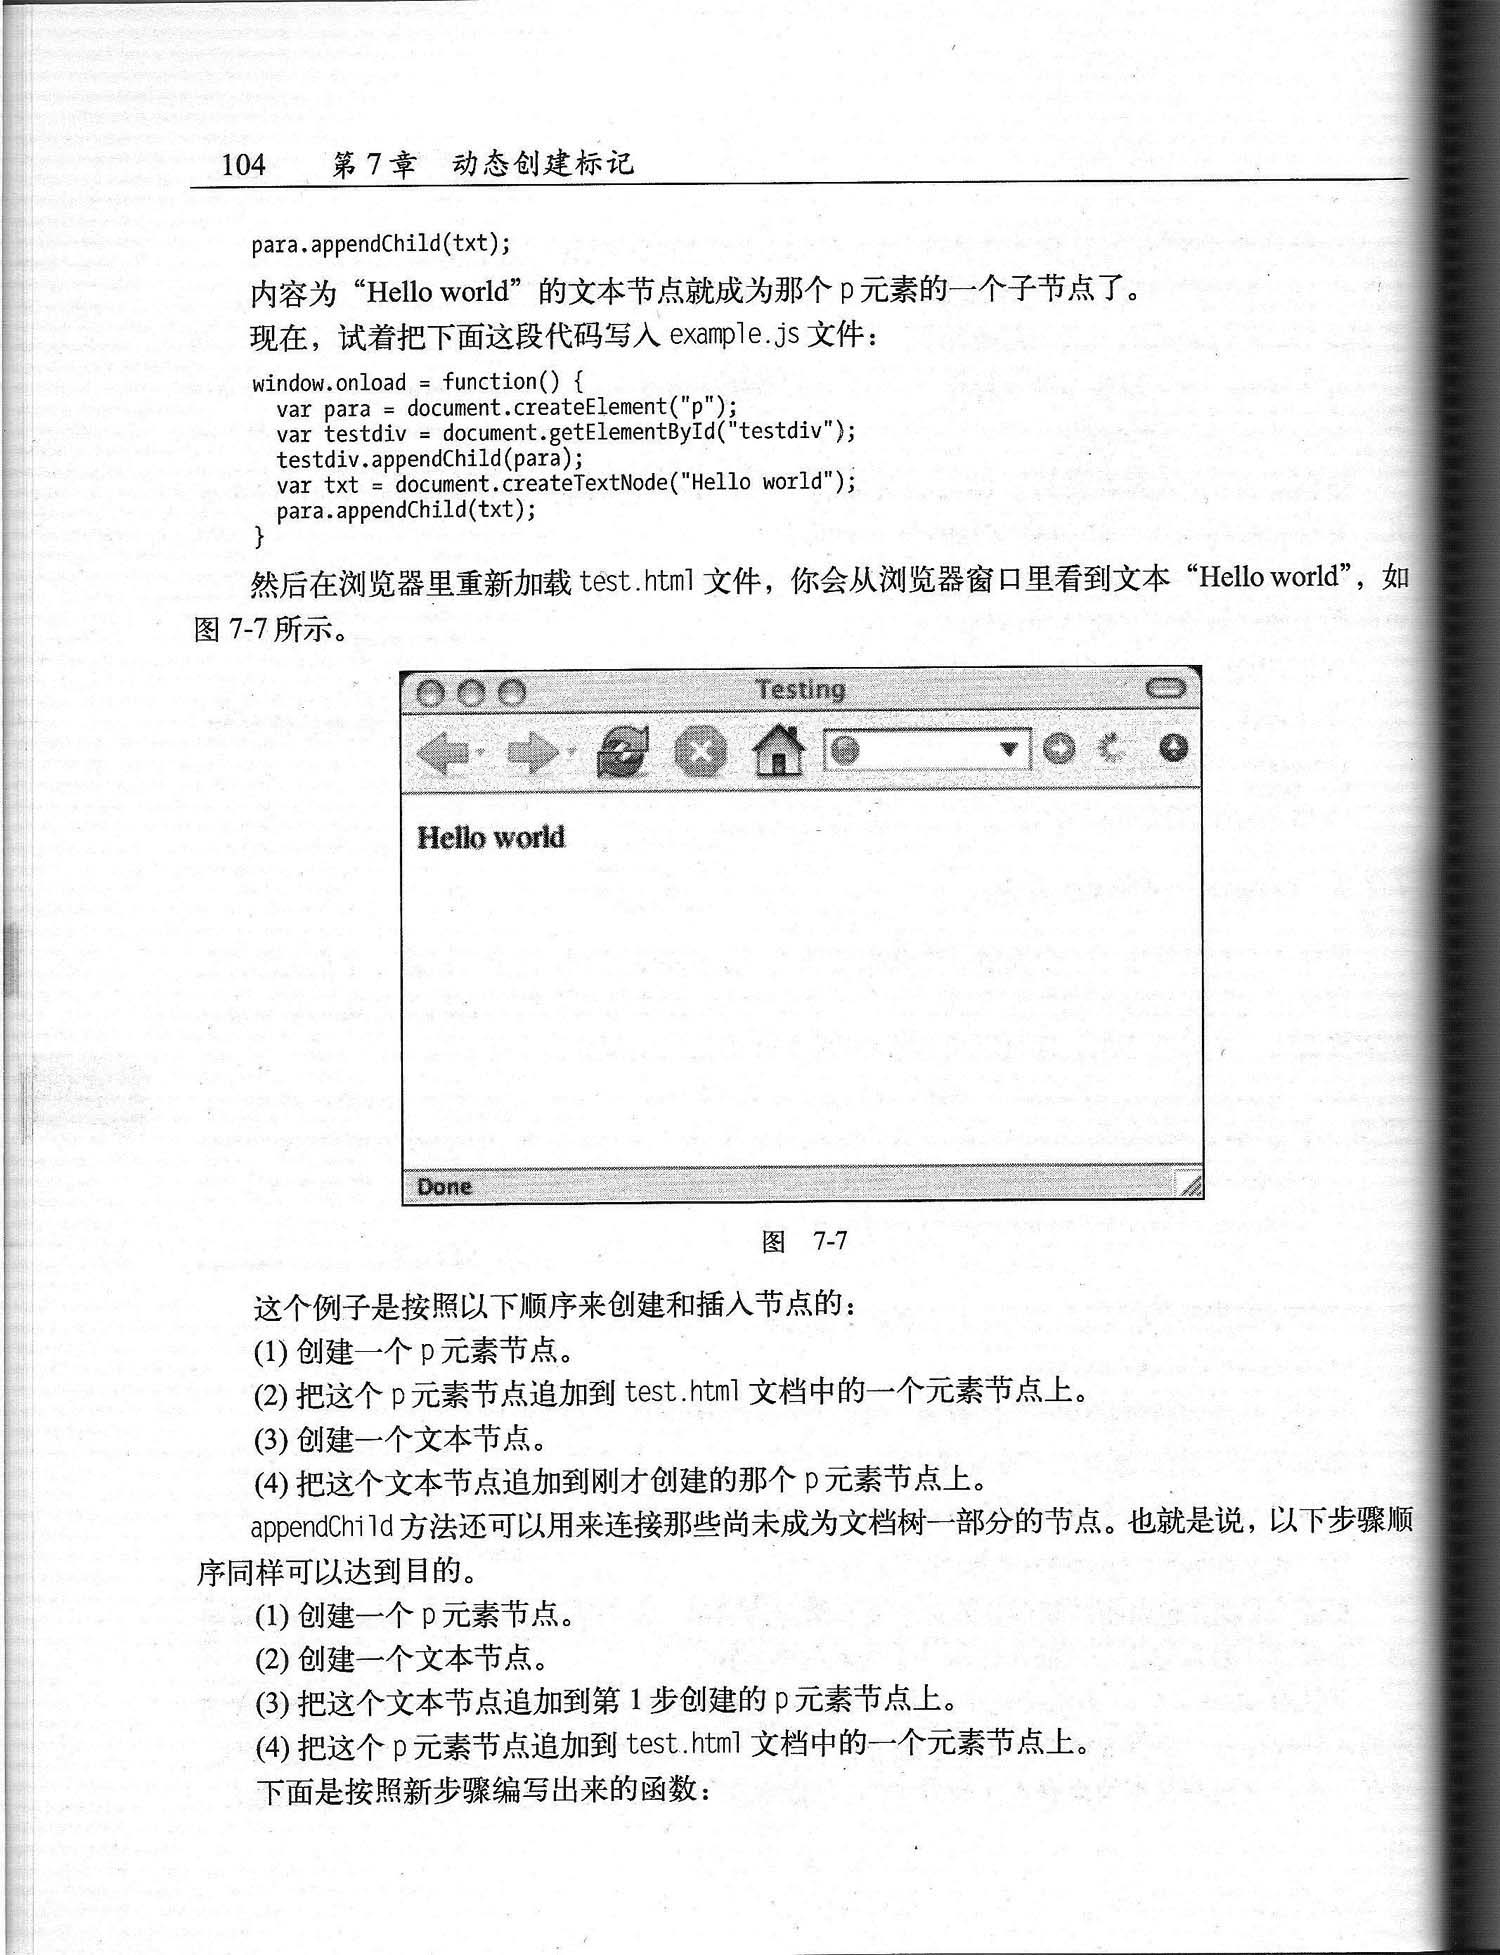 104 第 7 章 动态创建标记
para.appendChild(txt);
内容为“Hello world”的文本节点就成为那个 p 元素的一个子节点了。
现在，试着把下面这段代码写入 example.js 文件：
window.onload = function() {
  var para = document.createElement("p");
  var testdiv = document.getElementById("testdiv");
  testdiv.appendChild(para);
  var txt = document.createTextNode("Hello world");
  para.appendChild(txt);
}
然后在浏览器里重新加载 test.html 文件，你会从浏览器窗口里看到文本“Hello world”，如
图 7-7 所示。
Testing
Hello world
Done
图 7-7
这个例子是按照以下顺序来创建和插入节点的：
(1) 创建一个 p 元素节点。
(2) 把这个 p 元素节点追加到 test.html 文档中的一个元素节点上。
(3) 创建一个文本节点。
(4) 把这个文本节点追加到刚才创建的那个 p 元素节点上。
appendChild 方法还可以用来连接那些尚未成为文档树一部分的节点。也就是说，以下步骤顺
序同样可以达到目的。
(1) 创建一个 p 元素节点。
(2) 创建一个文本节点。
(3) 把这个文本节点追加到第 1 步创建的 p 元素节点上。
(4) 把这个 p 元素节点追加到 test.html 文档中的一个元素节点上。
下面是按照新步骤编写出来的函数：